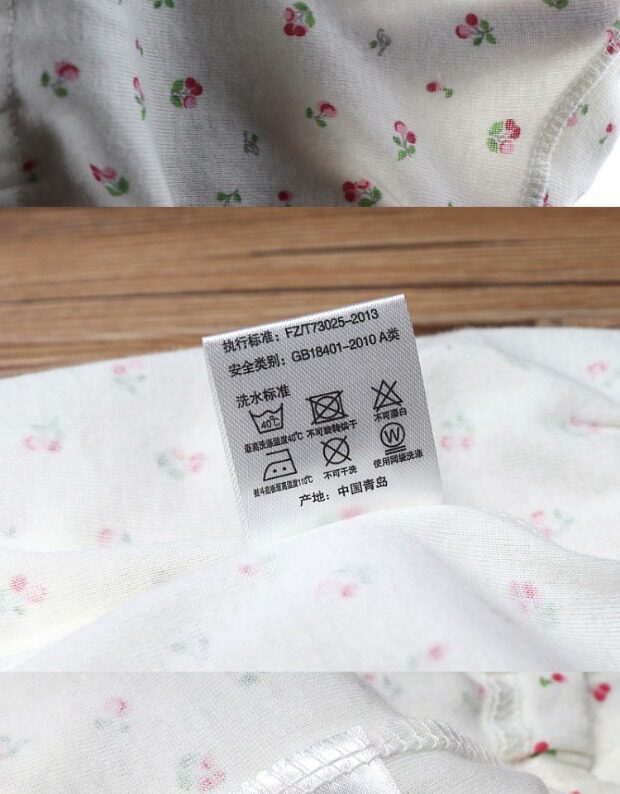 执行标准：FZ/T73025-2013
安全类别：GB18401-2010 A类
洗水标准
40℃
最高洗涤温度40℃ 不可旋转烘干 不可漂白
W
熨斗底板最高温度110℃ 不可干洗 使用网袋洗涤
产地：中国青岛